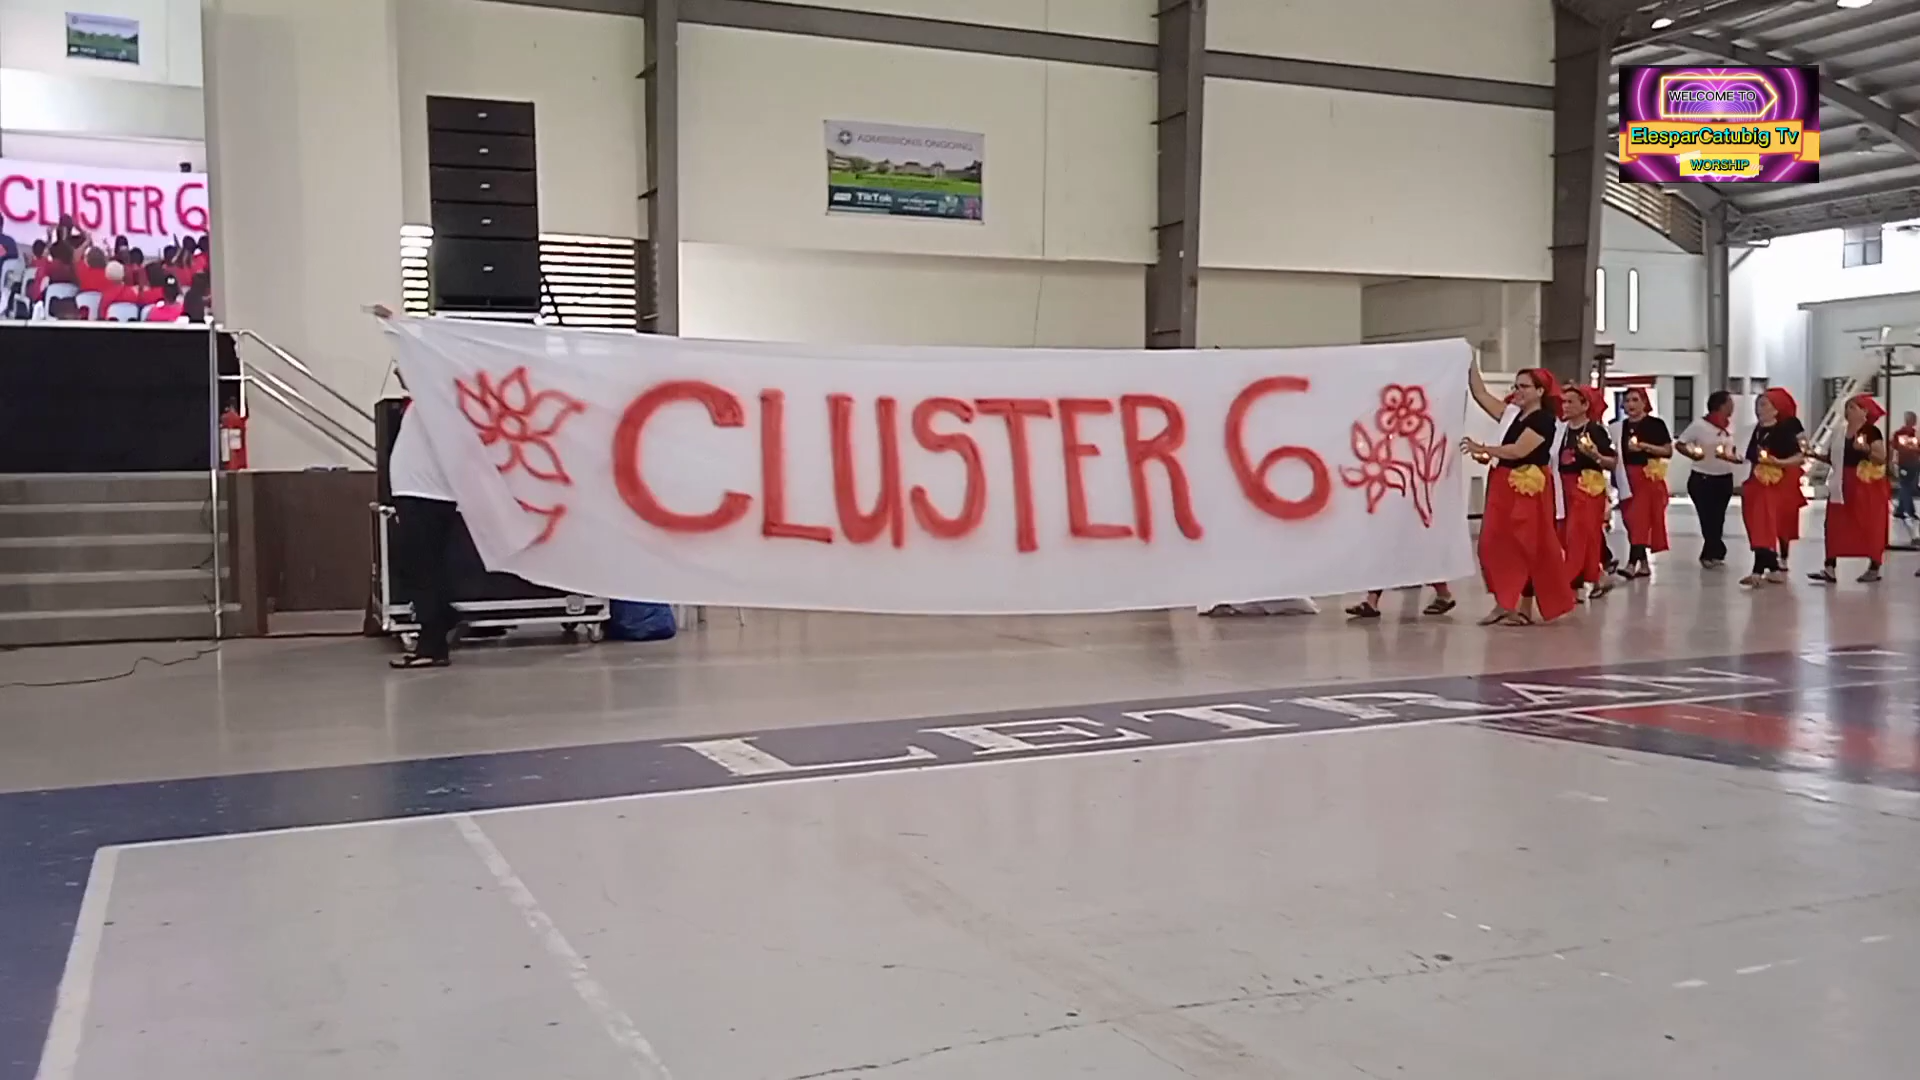 WELCOME TO
ElesparCatubig Tv
WORSHIP
ADMISSIONS ONGOING
TikTok
CLUSTER 6
CLUSTER 6
LETRAN